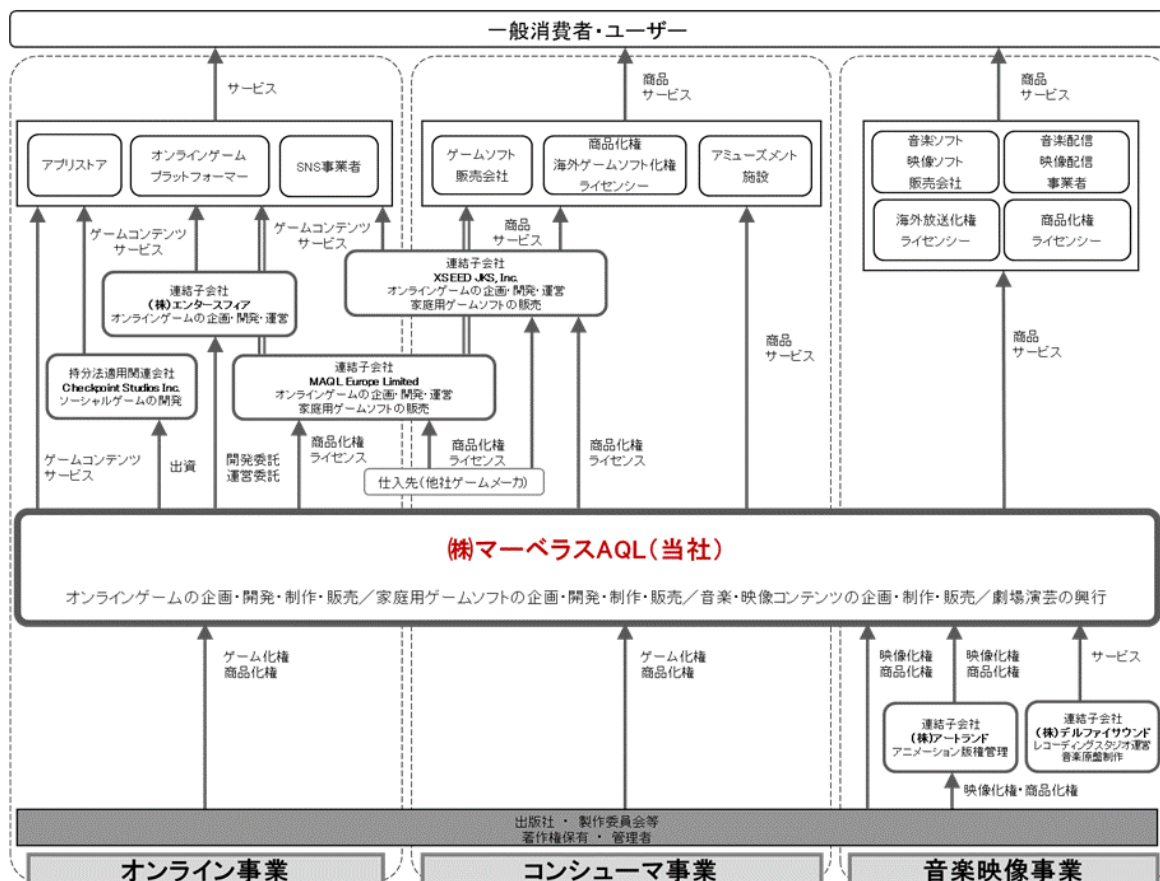 一般消費者・ユーザー
サービス
商品
サービス
商品
サービス
アプリストア
オンラインゲーム
プラットフォーマー
SNS事業者
ゲームソフト
販売会社
商品化権
海外ゲームソフト化権
ライセンシー
アミューズメント
施設
音楽ソフト
映像ソフト
販売会社
音楽配信
映像配信
事業者
海外放送化権
ライセンシー
商品化権
ライセンシー
ゲームコンテンツ
サービス
ゲームコンテンツ
サービス
商品
サービス
連結子会社
XSEED JKS, Inc.
オンラインゲームの企画・開発・運営
家庭用ゲームソフトの販売
連結子会社
(株)エンタースフィア
オンラインゲームの企画・開発・運営
持分法適用関連会社
Checkpoint Studios Inc.
ソーシャルゲームの開発
連結子会社
MAQL Europe Limited
オンラインゲームの企画・開発・運営
家庭用ゲームソフトの販売
商品
サービス
商品
サービス
ゲームコンテンツ
サービス
出資
開発委託
運営委託
商品化権
ライセンス
商品化権
ライセンス
商品化権
ライセンス
仕入先(他社ゲームメーカ)
㈱マーベラスAQL(当社)
オンラインゲームの企画・開発・制作・販売／家庭用ゲームソフトの企画・開発・制作・販売／音楽・映像コンテンツの企画・制作・販売／劇場演芸の興行
ゲーム化権
商品化権
ゲーム化権
商品化権
映像化権
商品化権
映像化権
商品化権
サービス
連結子会社
(株)アートランド
アニメーション版権管理
連結子会社
(株)デルファイサウンド
レコーディングスタジオ運営
音楽原盤制作
映像化権・商品化権
出版社 ・ 製作委員会等
著作権保有 ・ 管理者
オンライン事業
コンシューマ事業
音楽映像事業